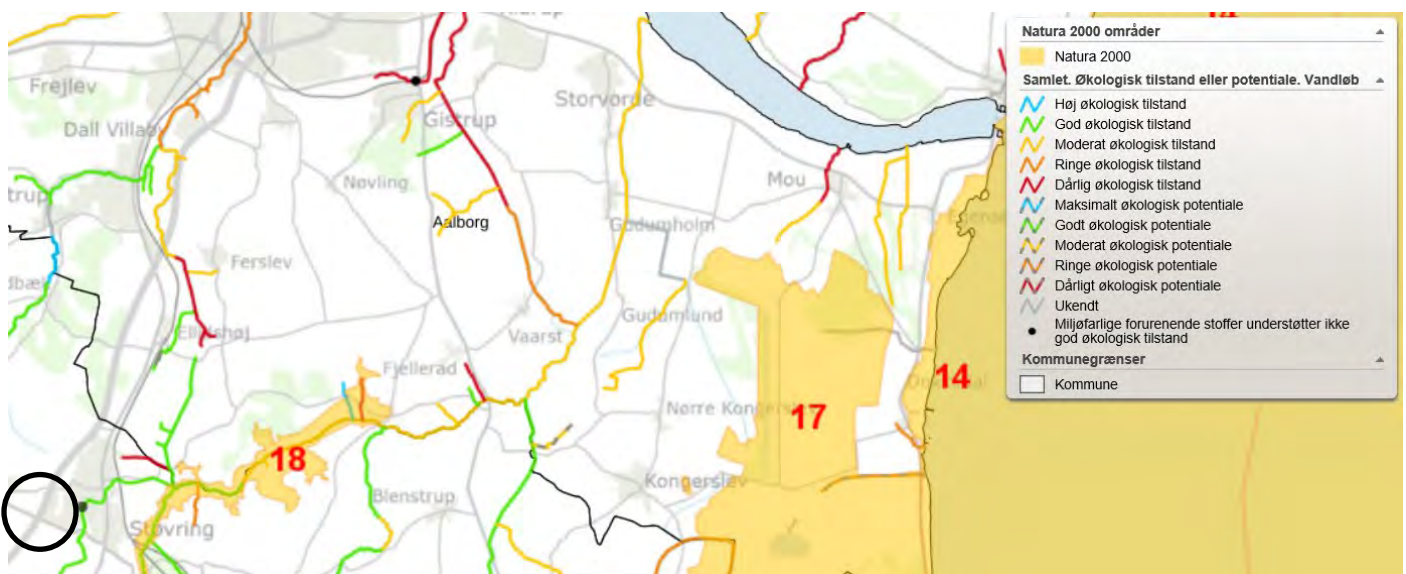 14
Natura 2000 områder
Natura 2000
Samlet. Økologisk tilstand eller potentiale. Vandløb
Høj økologisk tilstand
God økologisk tilstand
Moderat økologisk tilstand
Ringe økologisk tilstand
Dårlig økologisk tilstand
Maksimalt økologisk potentiale
Godt økologisk potentiale
Moderat økologisk potentiale
Ringe økologisk potentiale
Dårligt økologisk potentiale
Ukendt
Miljøfarlige forurenende stoffer understøtter ikke
god økologisk tilstand
Kommunegrænser
Kommune
Frejlev
Storvorde
Gistrup
Dall Villaby
Nøvling
Mou
Aalborg
Gudumholm
Ferslev
Gudumlund
Ellidshøj
Vaarst
Fjellerad
14
Nørre Kongerslev
17
18
Kongerslev
Blenstrup
Støvring